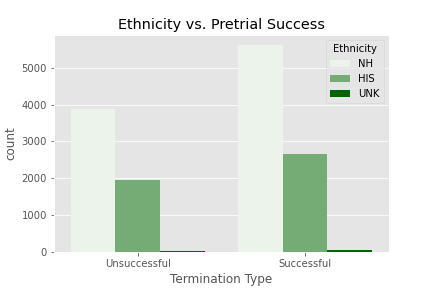 Ethnicity vs. Pretrial Success
Ethnicity
NH
HIS
UNK
5000
4000
3000
2000
1000
0
count
Unsuccessful
Successful
Termination Type